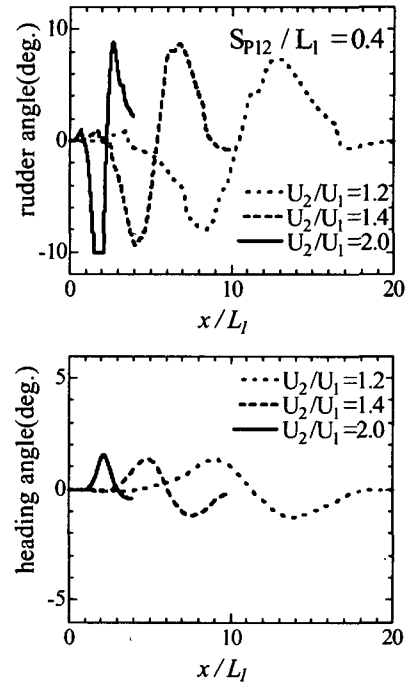 10
S_P12 / L_1 = 0.4
rudder angle(deg.)
0
U_2/U_1=1.2
U_2/U_1=1.4
U_2/U_1=2.0
-10
0 10 20
x/L_l
5
U_2/U_1=1.2
U_2/U_1=1.4
U_2/U_1=2.0
heading angle(deg.)
0
-5
0 10 20
x/L_l